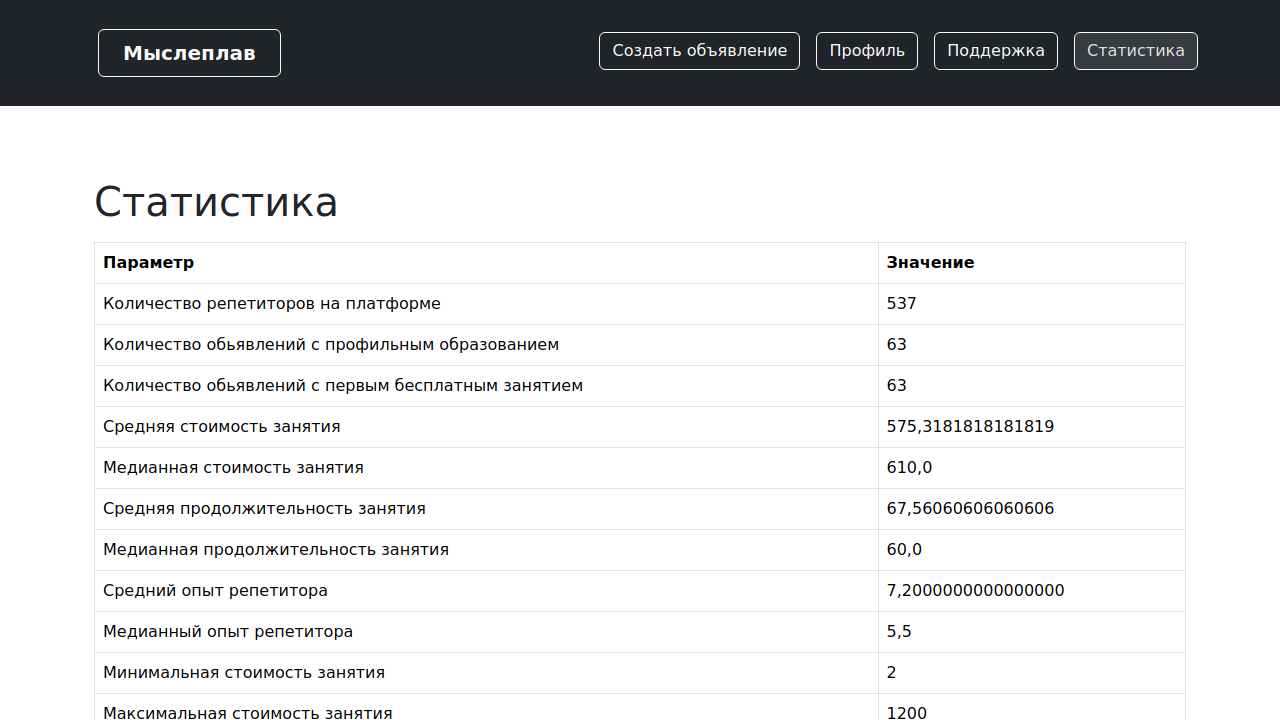 Мыслеплав
Создать объявление
Профиль
Поддержка
Статистика
Статистика
Параметр Значение
Количество репетиторов на платформе 537
Количество обьявлений с профильным образованием 63
Количество обьявлений с первым бесплатным занятием 63
Средняя стоимость занятия 575,3181818181819
Медианная стоимость занятия 610,0
Средняя продолжительность занятия 67,56060606060606
Медианная продолжительность занятия 60,0
Средний опыт репетитора 7,2000000000000000
Медианный опыт репетитора 5,5
Минимальная стоимость занятия 2
Максимальная стоимость занятия 1200